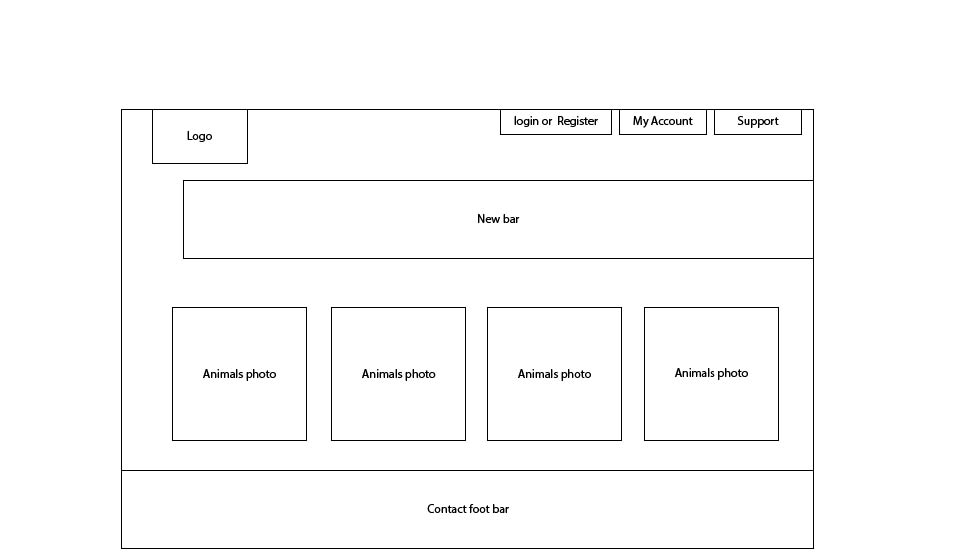 Logo
login or  Register
My Account
Support
New bar
Animals photo
Animals photo
Animals photo
Animals photo
Contact foot bar